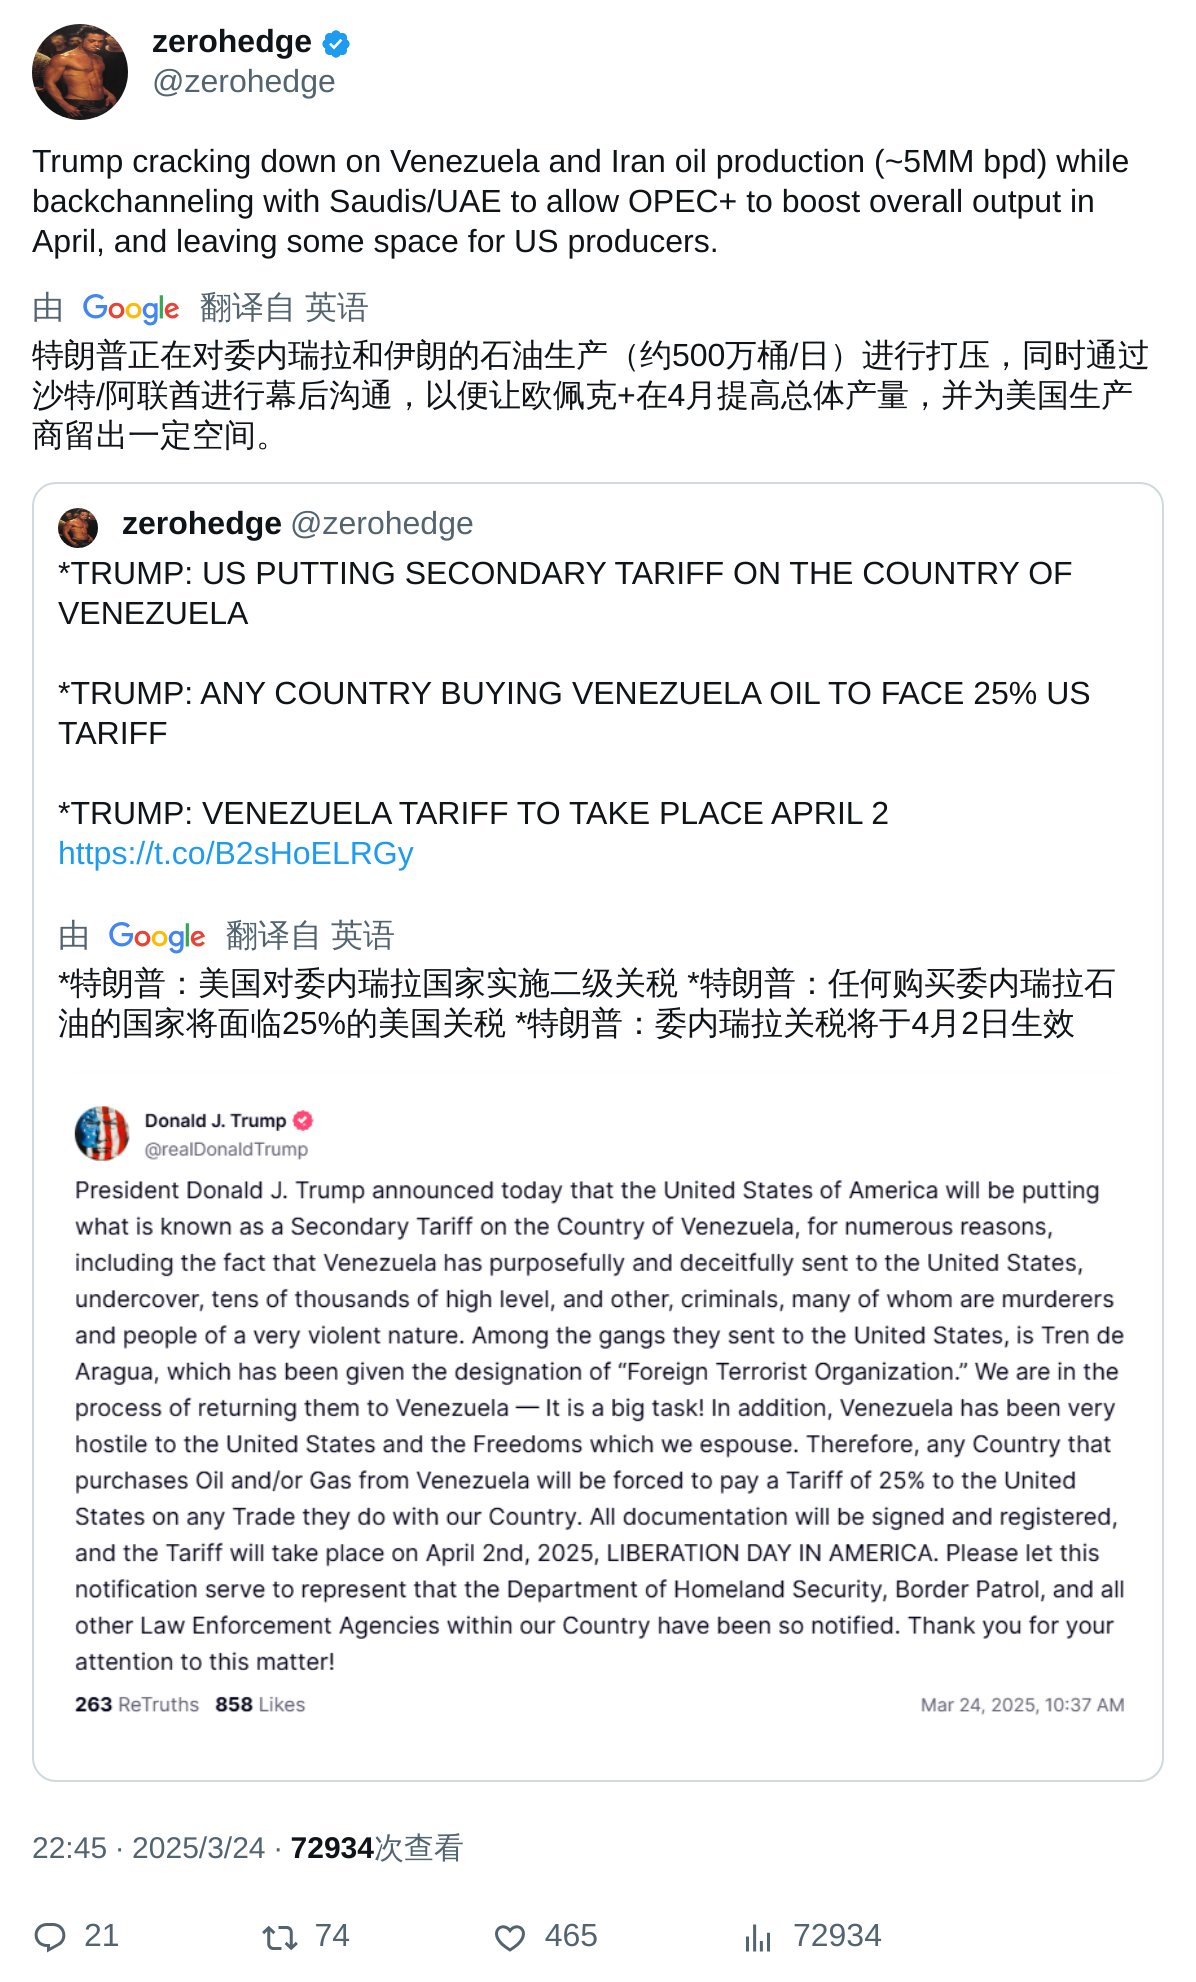 zerohedge
@zerohedge
Trump cracking down on Venezuela and Iran oil production (~5MM bpd) while
backchanneling with Saudis/UAE to allow OPEC+ to boost overall output in
April, and leaving some space for US producers.
由 Google 翻译自 英语
特朗普正在对委内瑞拉和伊朗的石油生产（约500万桶/日）进行打压，同时通过
沙特/阿联酋进行幕后沟通，以便让欧佩克+在4月提高总体产量，并为美国生产
商留出一定空间。
zerohedge @zerohedge
*TRUMP: US PUTTING SECONDARY TARIFF ON THE COUNTRY OF
VENEZUELA
*TRUMP: ANY COUNTRY BUYING VENEZUELA OIL TO FACE 25% US
TARIFF
*TRUMP: VENEZUELA TARIFF TO TAKE PLACE APRIL 2
https://t.co/B2sHoELRGy
由 Google 翻译自 英语
*特朗普：美国对委内瑞拉国家实施二级关税 *特朗普：任何购买委内瑞拉石
油的国家将面临25%的美国关税 *特朗普：委内瑞拉关税将于4月2日生效
Donald J. Trump
@realDonaldTrump
President Donald J. Trump announced today that the United States of America will be putting
what is known as a Secondary Tariff on the Country of Venezuela, for numerous reasons,
including the fact that Venezuela has purposefully and deceitfully sent to the United States,
undercover, tens of thousands of high level, and other, criminals, many of whom are murderers
and people of a very violent nature. Among the gangs they sent to the United States, is Tren de
Aragua, which has been given the designation of “Foreign Terrorist Organization.” We are in the
process of returning them to Venezuela — It is a big task! In addition, Venezuela has been very
hostile to the United States and the Freedoms which we espouse. Therefore, any Country that
purchases Oil and/or Gas from Venezuela will be forced to pay a Tariff of 25% to the United
States on any Trade they do with our Country. All documentation will be signed and registered,
and the Tariff will take place on April 2nd, 2025, LIBERATION DAY IN AMERICA. Please let this
notification serve to represent that the Department of Homeland Security, Border Patrol, and all
other Law Enforcement Agencies within our Country have been so notified. Thank you for your
attention to this matter!
263 ReTruths 858 Likes Mar 24, 2025, 10:37 AM
22:45 · 2025/3/24 · 72934次查看
21 74 465 72934